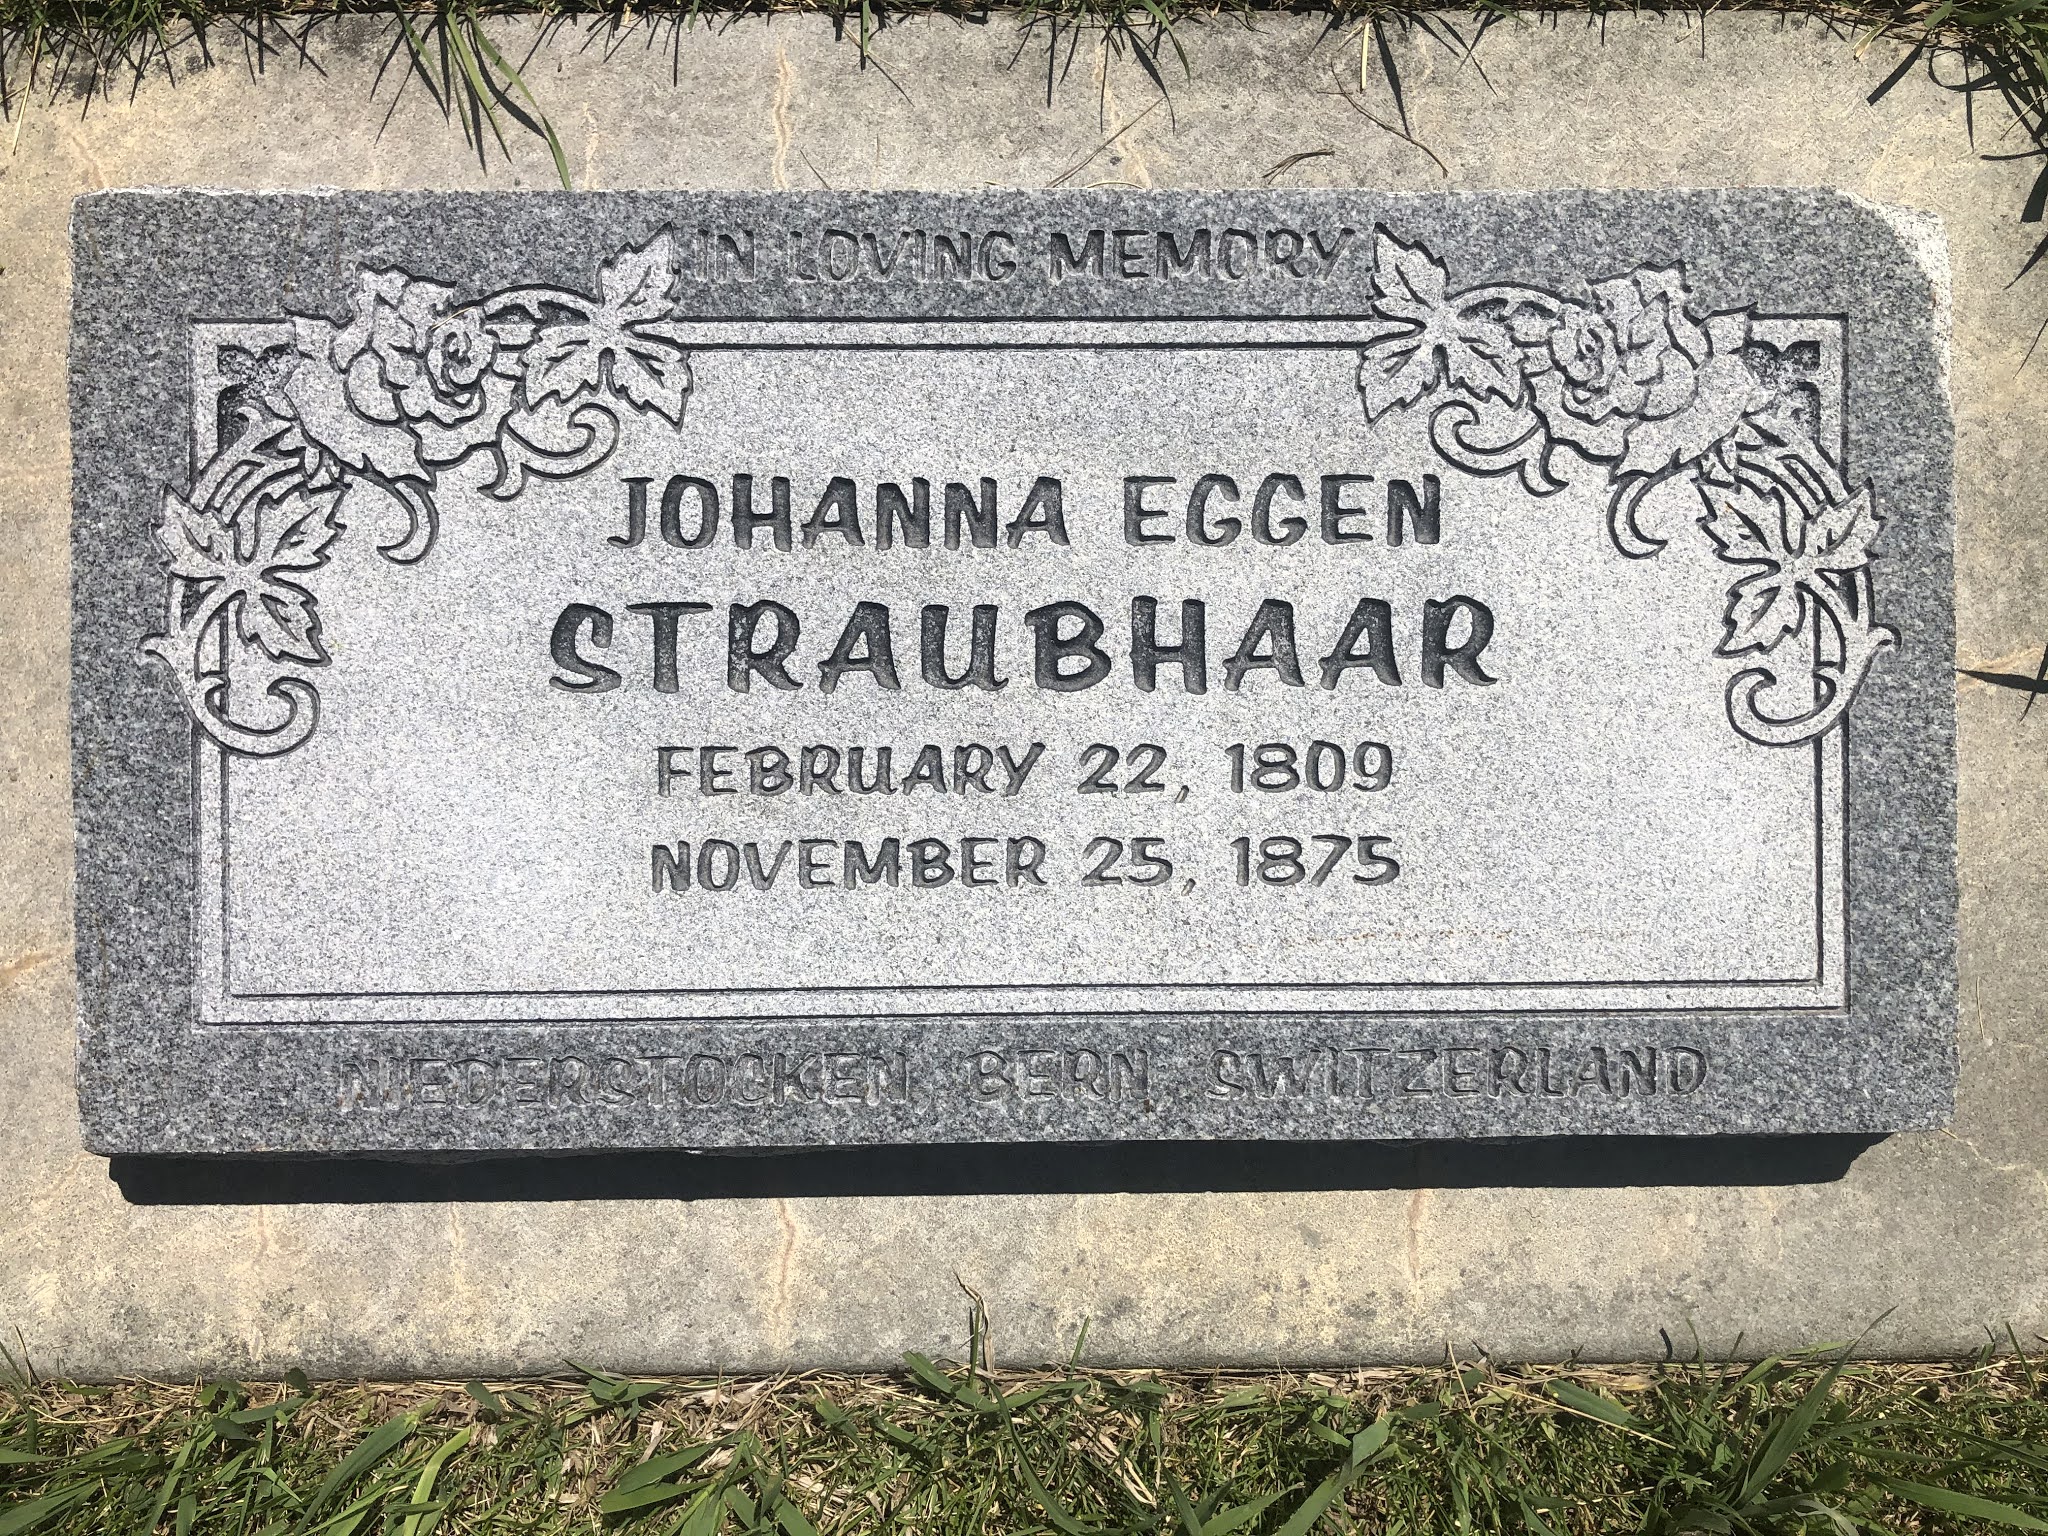 IN LOVING MEMORY
JOHANNA EGGEN
STRAUBHAAR
FEBRUARY 22, 1809
NOVEMBER 25, 1875
NIEDERSTOCKEN, BERN, SWITZERLAND